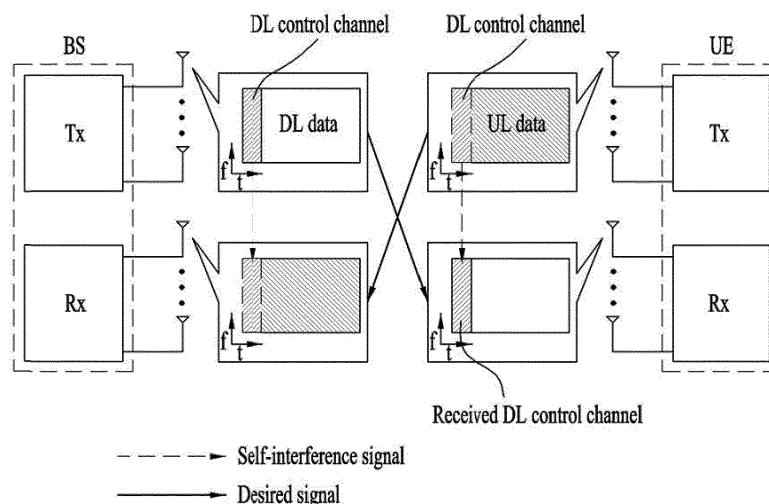 DL control channel
DL control channel
BS
UE
Tx
DL data
UL data
Tx
f
t
f
t
Rx
Rx
f
t
f
t
Received DL control channel
Self-interference signal
Desired signal